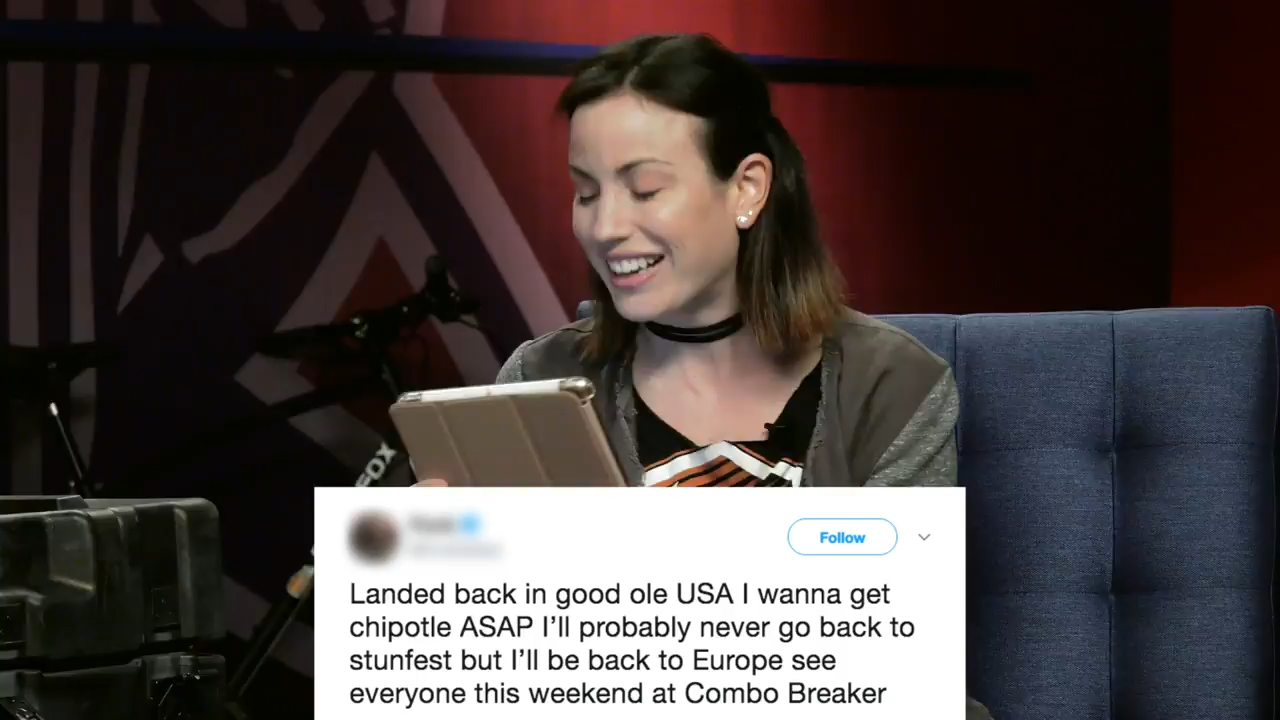 FOX
Follow
Landed back in good ole USA I wanna get
chipotle ASAP I’ll probably never go back to
stunfest but I’ll be back to Europe see
everyone this weekend at Combo Breaker